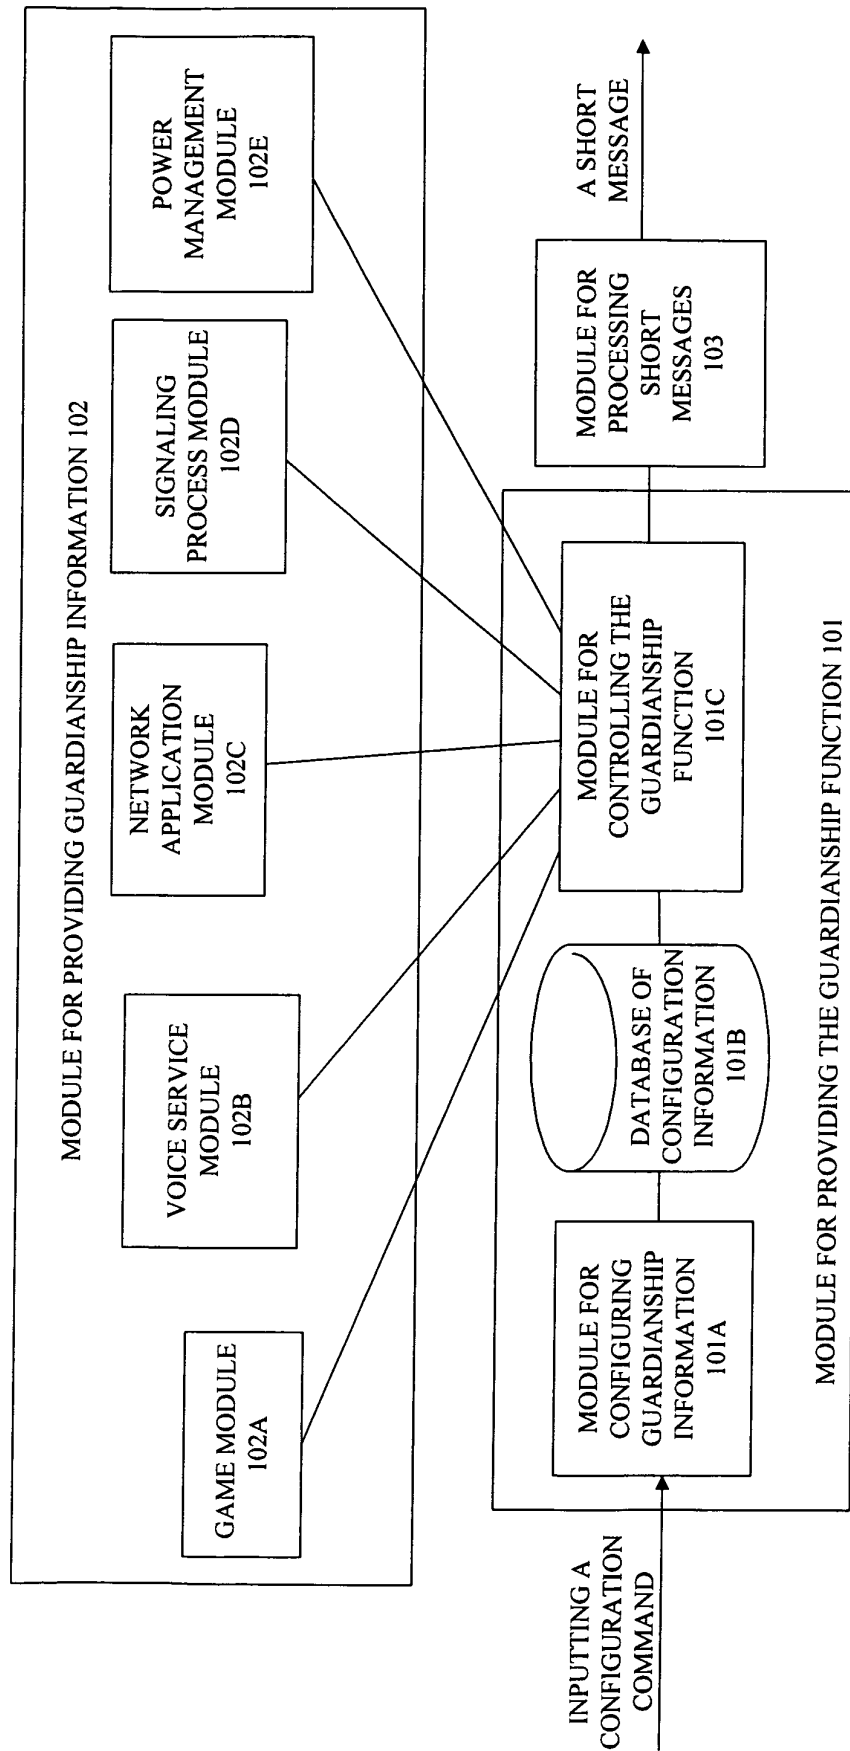 MODULE FOR PROVIDING GUARDIANSHIP INFORMATION 102
GAME MODULE
102A
VOICE SERVICE
MODULE
102B
NETWORK
APPLICATION
MODULE
102C
SIGNALING
PROCESS MODULE
102D
POWER
MANAGEMENT
MODULE
102E
INPUTTING A
CONFIGURATION
COMMAND
MODULE FOR
CONFIGURING
GUARDIANSHIP
INFORMATION
101A
DATABASE OF
CONFIGURATION
INFORMATION
101B
MODULE FOR
CONTROLLING THE
GUARDIANSHIP
FUNCTION
101C
MODULE FOR
PROCESSING
SHORT
MESSAGES
103
A SHORT
MESSAGE
MODULE FOR PROVIDING THE GUARDIANSHIP FUNCTION 101